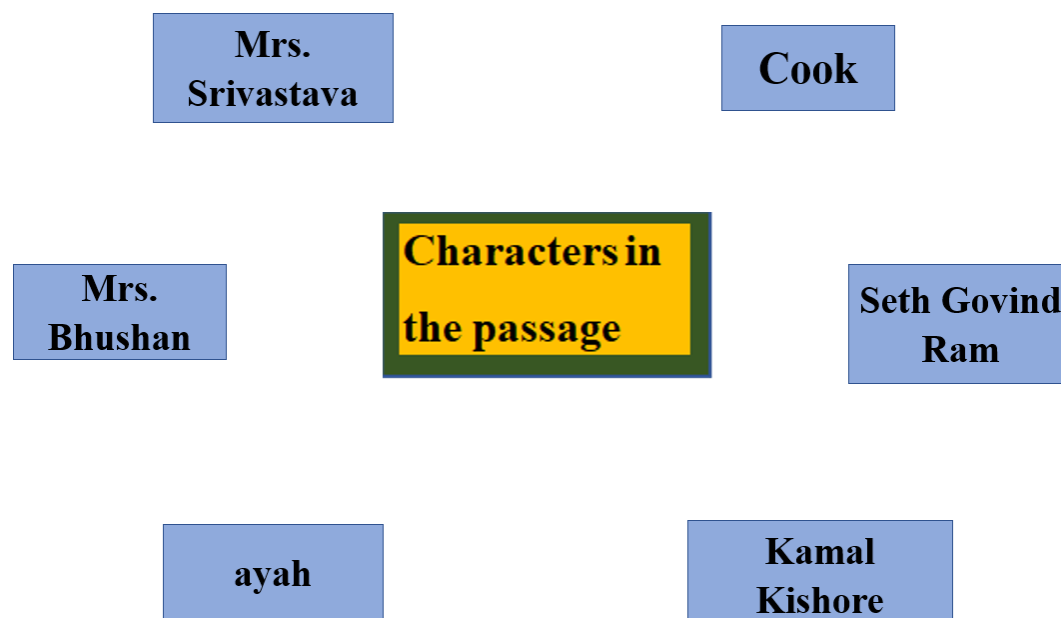 Mrs.
Srivastava
Cook
Characters in
the passage
Mrs.
Bhushan
Seth Govind
Ram
ayah
Kamal
Kishore